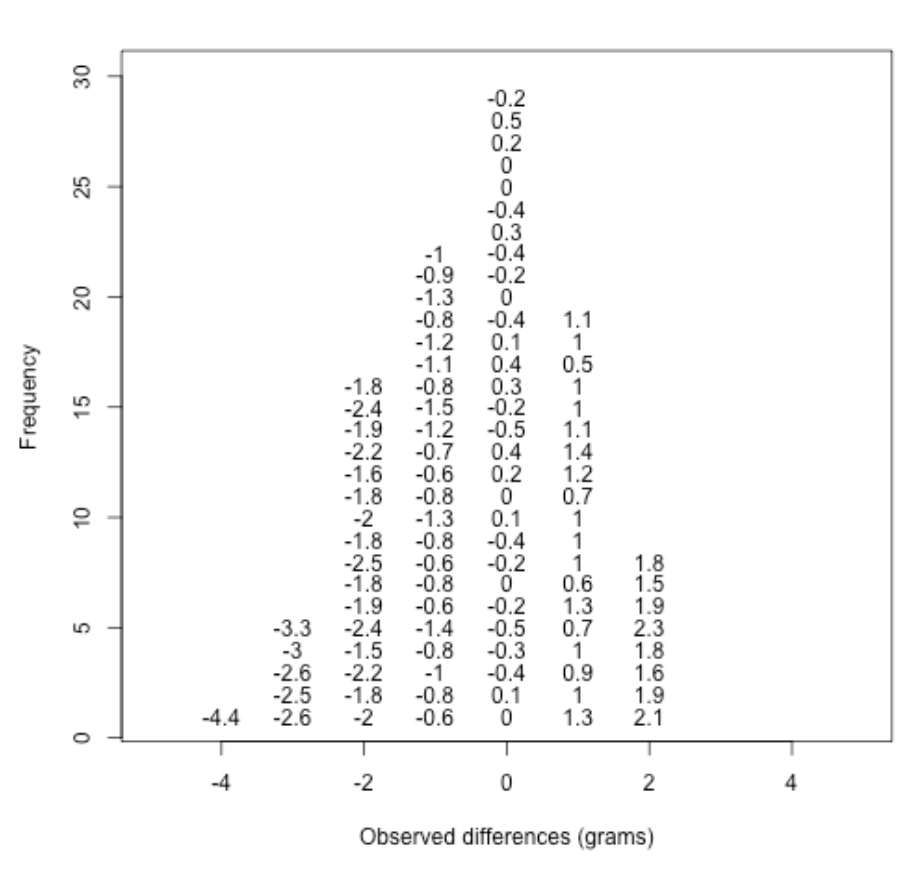 30
-0.2
0.5
0.2
0
25 0
-0.4
0.3
-1 -0.4
-0.9 -0.2
20 -1.3 0
-0.8 -0.4 1.1
-1.2 0.1 1
-1.1 0.4 0.5
-1.8 -0.8 0.3 1
15 -2.4 -1.5 -0.2 1
-1.9 -1.2 -0.5 1.1
-2.2 -0.7 0.4 1.4
-1.6 -0.6 0.2 1.2
-1.8 -0.8 0 0.7
10 -2 -1.3 0.1 1
-1.8 -0.8 -0.4 1
-2.5 -0.6 -0.2 1 1.8
-1.8 -0.8 0 0.6 1.5
-1.9 -0.6 -0.2 1.3 1.9
5 -3.3 -2.4 -1.4 -0.5 0.7 2.3
-3 -1.5 -0.8 -0.3 1 1.8
-2.6 -2.2 -1 -0.4 0.9 1.6
-2.5 -1.8 -0.8 0.1 1 1.9
0 -4.4 -2.6 -2 -0.6 0 1.3 2.1
Frequency
-4 -2 0 2 4
Observed differences (grams)